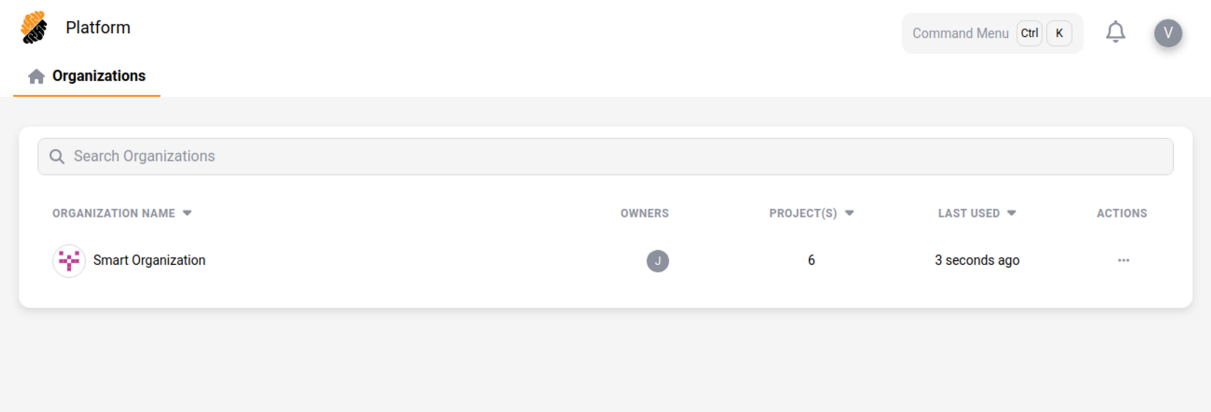 Platform
Command Menu Ctrl K
V
Organizations
Search Organizations
ORGANIZATION NAME OWNERS PROJECT(S) LAST USED ACTIONS
Smart Organization J 6 3 seconds ago